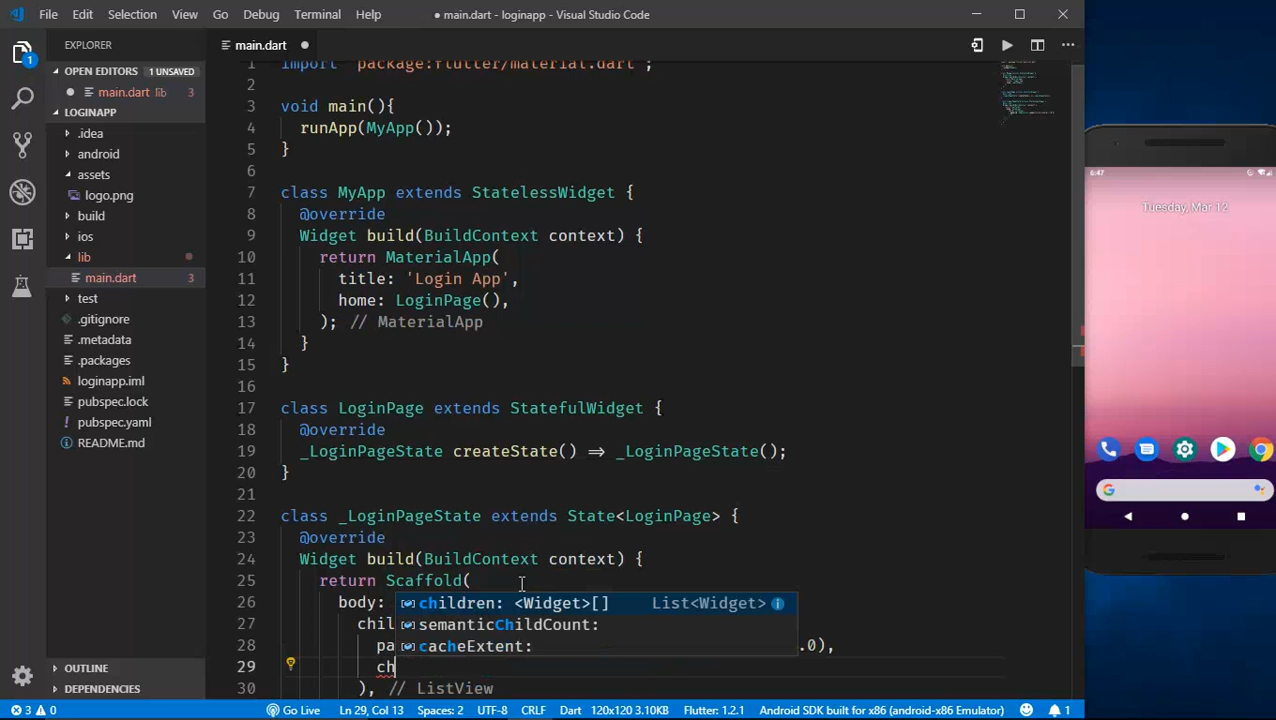 File Edit Selection View Go Debug Terminal Help
● main.dart - loginapp - Visual Studio Code
EXPLORER
OPEN EDITORS 1 UNSAVED
● main.dart lib 3
LOGINAPP
.idea
android
assets
logo.png
build
ios
lib
main.dart 3
test
.gitignore
.metadata
.packages
loginapp.iml
pubspec.lock
pubspec.yaml
README.md
OUTLINE
DEPENDENCIES
1
main.dart ●
1 import 'package:flutter/material.dart';
2
3 void main(){
4 runApp(MyApp());
5 }
6
7 class MyApp extends StatelessWidget {
8 @override
9 Widget build(BuildContext context) {
10 return MaterialApp(
11 title: 'Login App',
12 home: LoginPage(),
13 ); // MaterialApp
14 }
15 }
16
17 class LoginPage extends StatefulWidget {
18 @override
19 _LoginPageState createState() => _LoginPageState();
20 }
21
22 class _LoginPageState extends State<LoginPage> {
23 @override
24 Widget build(BuildContext context) {
25 return Scaffold(
26 body:
27 chil
28 pa .0),
29 ch
30 ), // ListView
children: <Widget>[] List<Widget>
semanticChildCount:
cacheExtent:
3 0 Go Live Ln 29, Col 13 Spaces: 2 UTF-8 CRLF Dart 120x120 3.10KB Flutter: 1.2.1 Android SDK built for x86 (android-x86 Emulator) 1
6:47
Tuesday, Mar 12